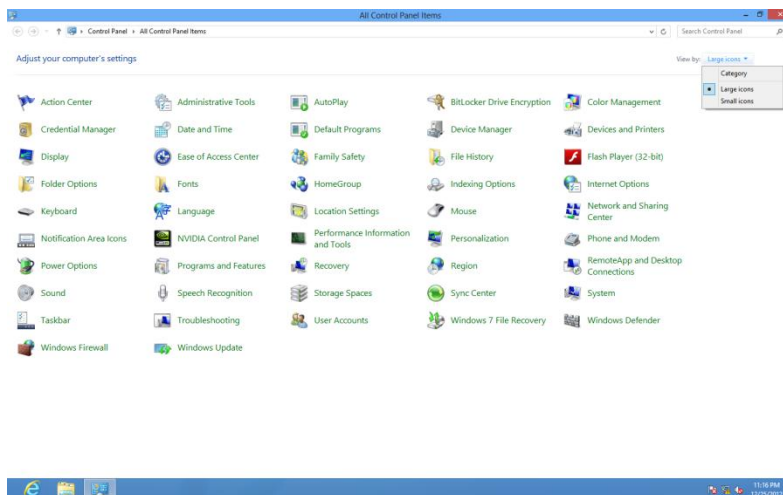 All Control Panel Items
Control Panel
All Control Panel Items
Search Control Panel
Adjust your computer's settings
View by: Large icons
Category
Large icons
Small icons
Action Center
Administrative Tools
AutoPlay
BitLocker Drive Encryption
Color Management
Credential Manager
Date and Time
Default Programs
Device Manager
Devices and Printers
Display
Ease of Access Center
Family Safety
File History
Flash Player (32-bit)
Folder Options
Fonts
HomeGroup
Indexing Options
Internet Options
Keyboard
Language
Location Settings
Mouse
Network and Sharing
Center
Notification Area Icons
NVIDIA Control Panel
Performance Information
and Tools
Personalization
Phone and Modem
Power Options
Programs and Features
Recovery
Region
RemoteApp and Desktop
Connections
Sound
Speech Recognition
Storage Spaces
Sync Center
System
Taskbar
Troubleshooting
User Accounts
Windows 7 File Recovery
Windows Defender
Windows Firewall
Windows Update
11:16 PM